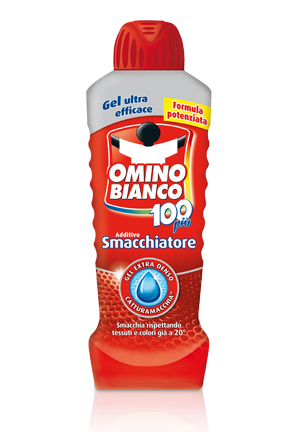 Gel ultra
efficace
Formula
potenziata
OMINO
BIANCO
100
più
Additivo
Smacchiatore
GEL EXTRA DENSO
CATTURAMACCHIA
Smacchia rispettando
tessuti e colori già a 20°